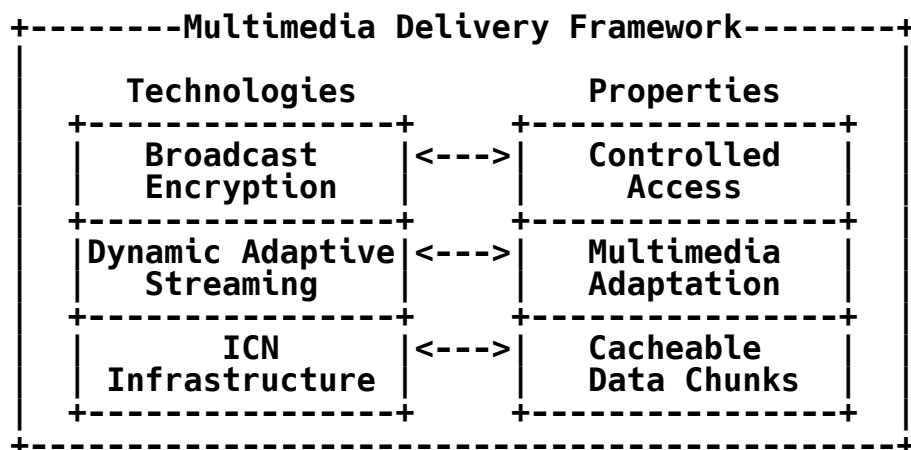 Multimedia Delivery Framework
Technologies Properties
Broadcast <---> Controlled
Encryption Access
Dynamic Adaptive <---> Multimedia
Streaming Adaptation
ICN <---> Cacheable
Infrastructure Data Chunks